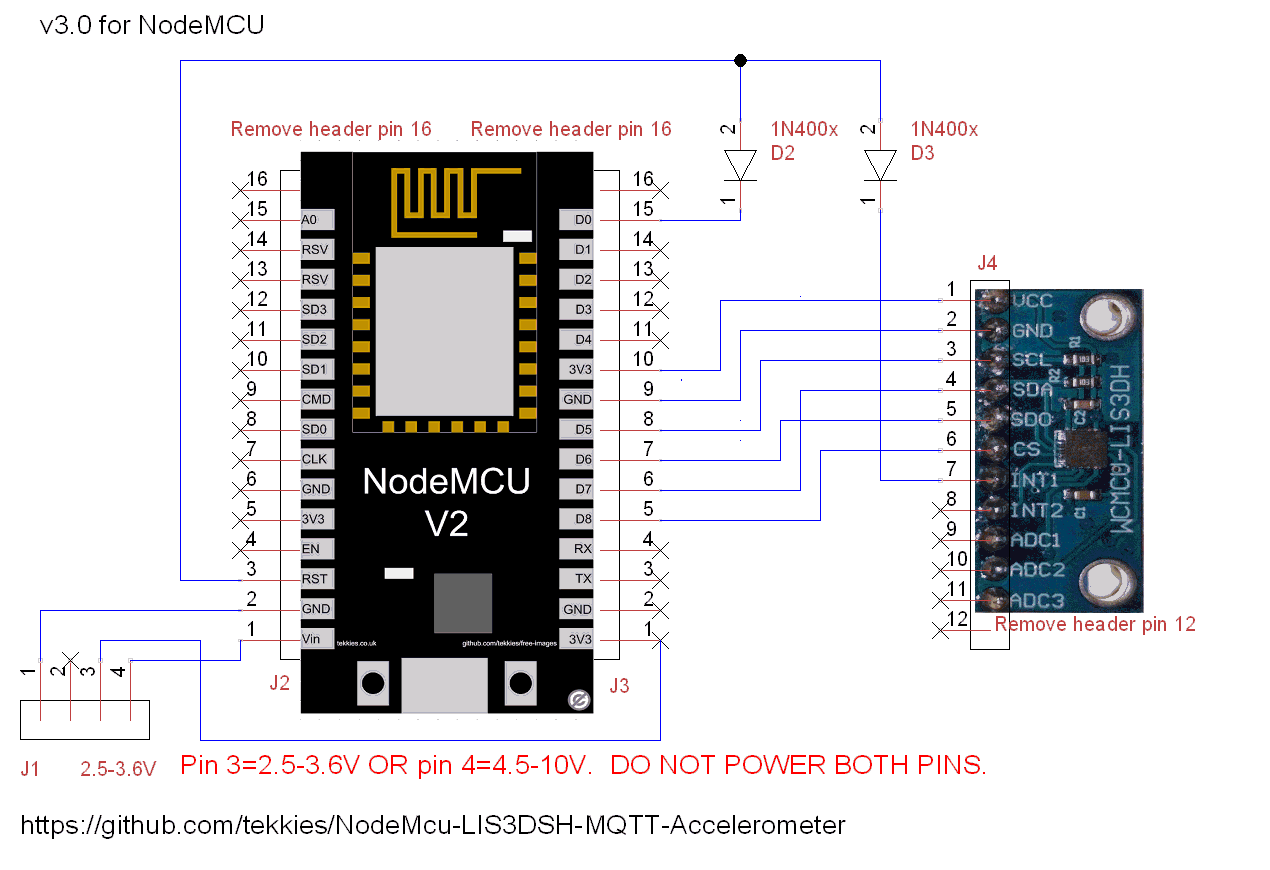 v3.0 for NodeMCU
Remove header pin 16
Remove header pin 16
2
1N400x
D2
1
2
1N400x
D3
1
16
15 A0
14 RSV
13 RSV
12 SD3
11 SD2
10 SD1
9 CMD
8 SD0
7 CLK
6 GND
5 3V3
4 EN
3 RST
2 GND
1 Vin
J2
NodeMCU
V2
tekkies.co.uk
github.com/tekkies/free-images
16
D0 15
D1 14
D2 13
D3 12
D4 11
3V3 10
GND 9
D5 8
D6 7
D7 6
D8 5
RX 4
TX 3
GND 2
3V3 1
J3
J4
1 VCC
2 GND
3 SCL
4 SDA
5 SDO
6 CS
7 INT1
8 INT2
9 ADC1
10 ADC2
11 ADC3
12
R1
R2
C2
C1
WCMCU-LIS3DH
Remove header pin 12
1 2 3 4
J1 2.5-3.6V
Pin 3=2.5-3.6V OR pin 4=4.5-10V. DO NOT POWER BOTH PINS.
https://github.com/tekkies/NodeMcu-LIS3DSH-MQTT-Accelerometer